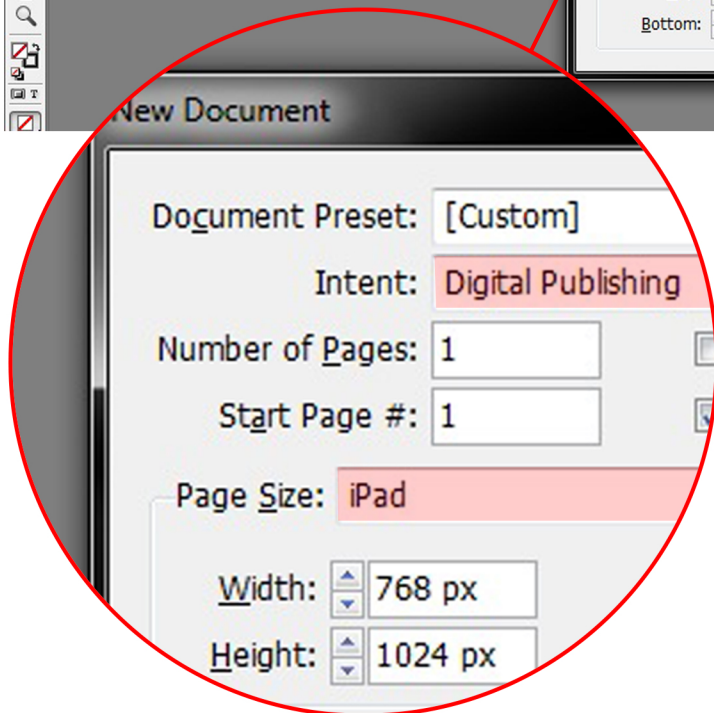 Bottom:
T
New Document
Document Preset: [Custom]
Intent: Digital Publishing
Number of Pages: 1
Start Page #: 1
Page Size: iPad
Width: 768 px
Height: 1024 px